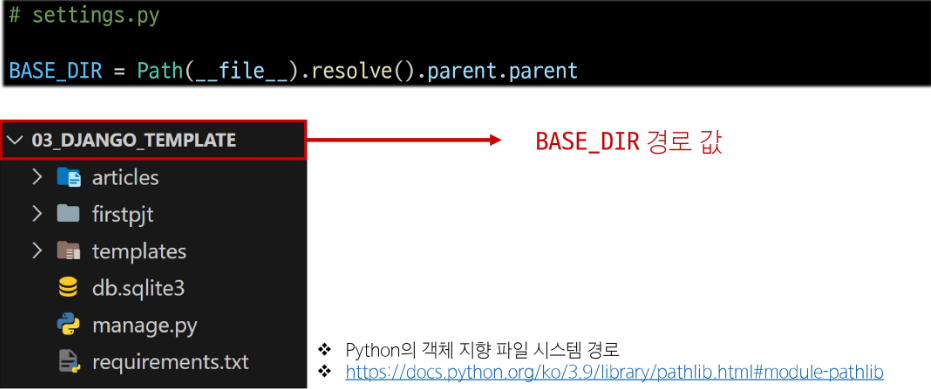 # settings.py
BASE_DIR = Path(__file__).resolve().parent.parent
03_DJANGO_TEMPLATE
BASE_DIR 경로 값
articles
firstpjt
templates
db.sqlite3
manage.py
requirements.txt
❖ Python의 객체 지향 파일 시스템 경로
❖ https://docs.python.org/ko/3.9/library/pathlib.html#module-pathlib